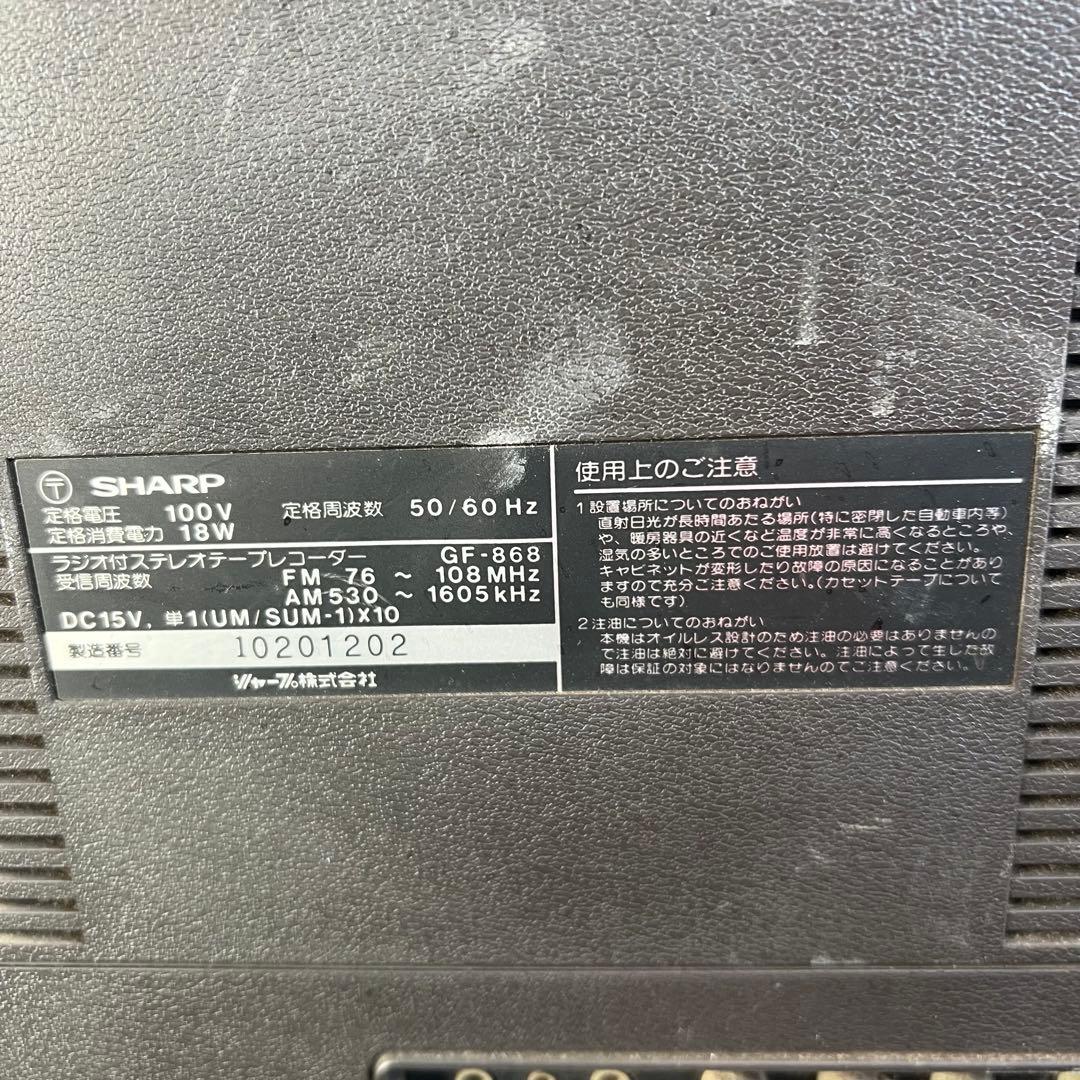 〒 SHARP
定格電圧 100V 定格周波数 50/60Hz
定格消費電力 18W
ラジオ付ステレオテープレコーダー GF-868
受信周波数 FM 76 ~ 108MHz
AM 530 ~ 1605kHz
DC15V, 単1(UM/SUM-1)X10
製造番号 10201202
シャープ株式会社
使用上のご注意
1 設置場所についてのおねがい
直射日光が長時間あたる場所(特に密閉した自動車内等)
や、暖房器具の近くなど温度が非常に高くなるところや、
湿気の多いところでのご使用放置は避けてください。
キャビネットが変形したり故障の原因になることがあり
ますので充分ご注意ください。(カセットテープについて
も同様です)
2 注油についてのおねがい
本機はオイルレス設計のため注油の必要はありませんの
で注油は絶対に避けてください。注油によって生した故
障は保証の対象にはなりませんのでご注意ください。